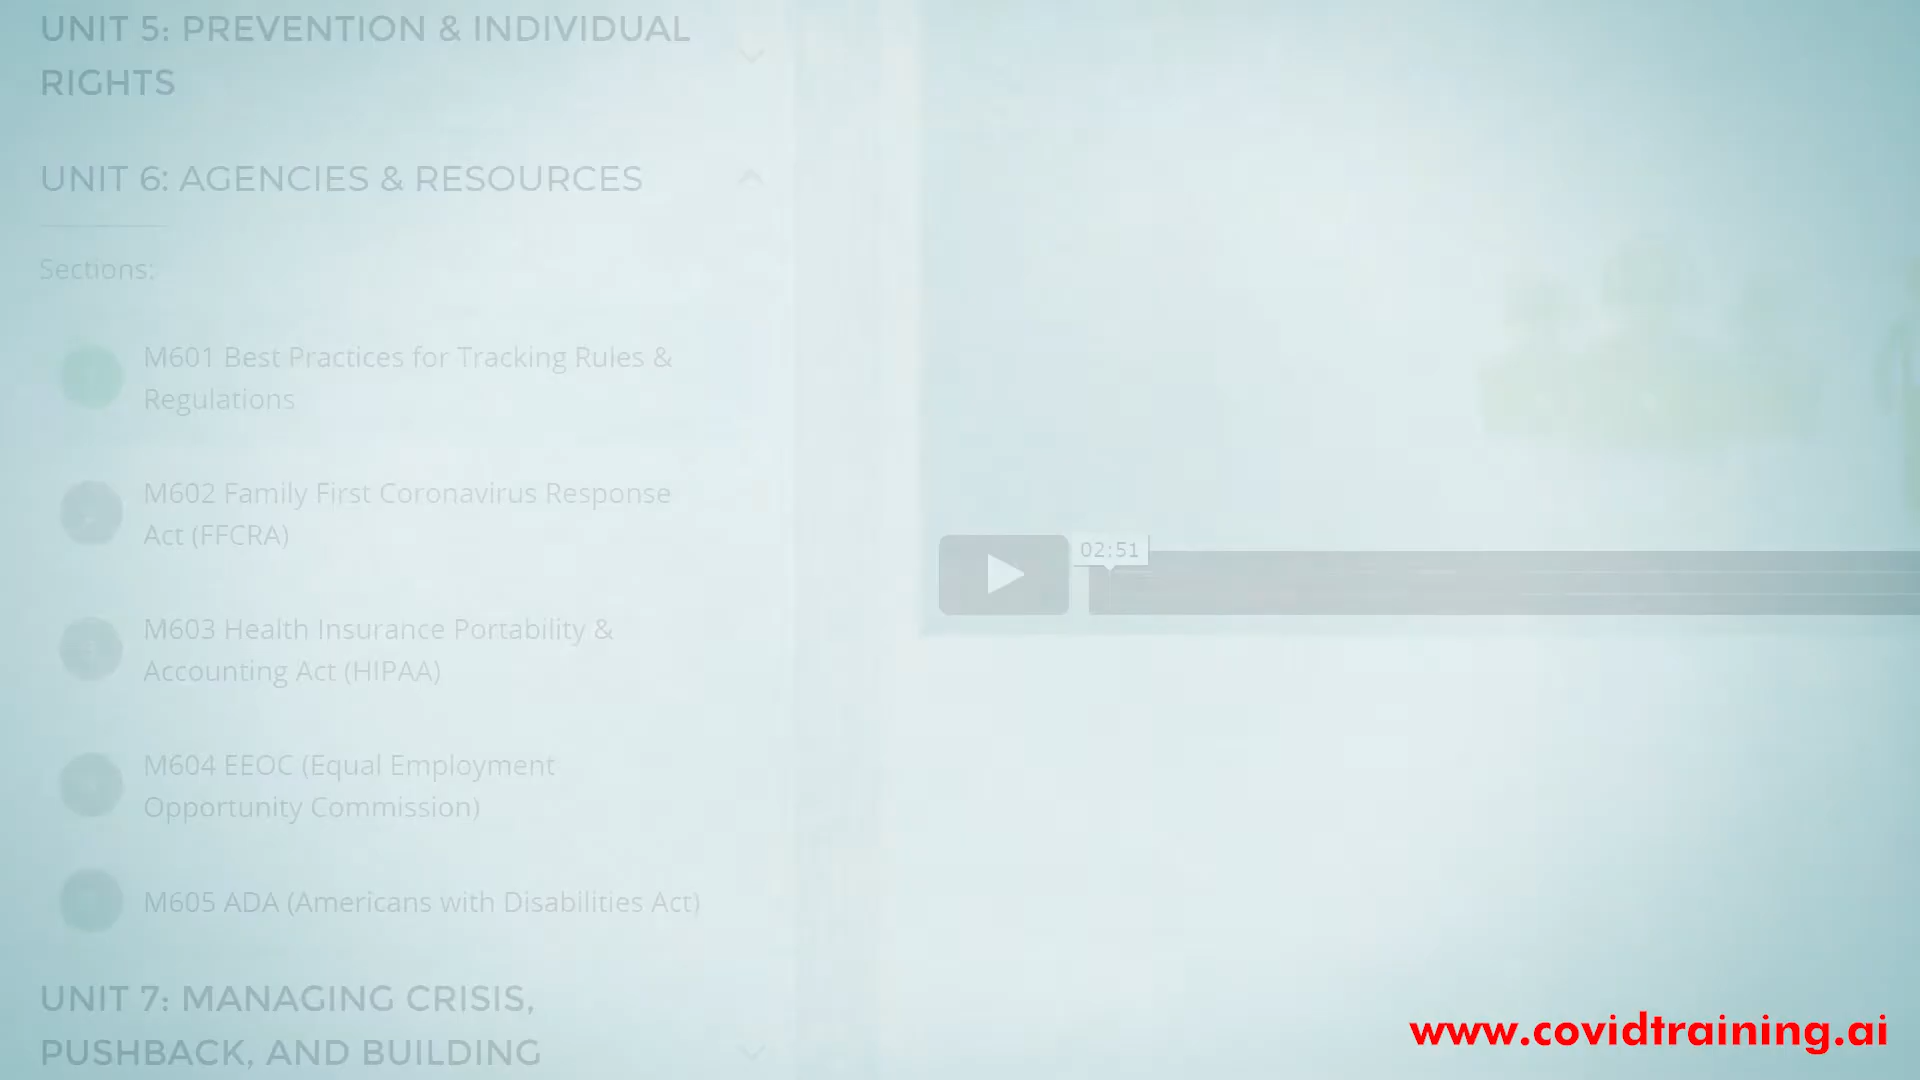 UNIT 5: PREVENTION & INDIVIDUAL
RIGHTS
UNIT 6: AGENCIES & RESOURCES
Sections:
M601 Best Practices for Tracking Rules &
Regulations
M602 Family First Coronavirus Response
Act (FFCRA)
M603 Health Insurance Portability &
Accounting Act (HIPAA)
M604 EEOC (Equal Employment
Opportunity Commission)
M605 ADA (Americans with Disabilities Act)
UNIT 7: MANAGING CRISIS,
PUSHBACK, AND BUILDING
02:51
www.covidtraining.ai